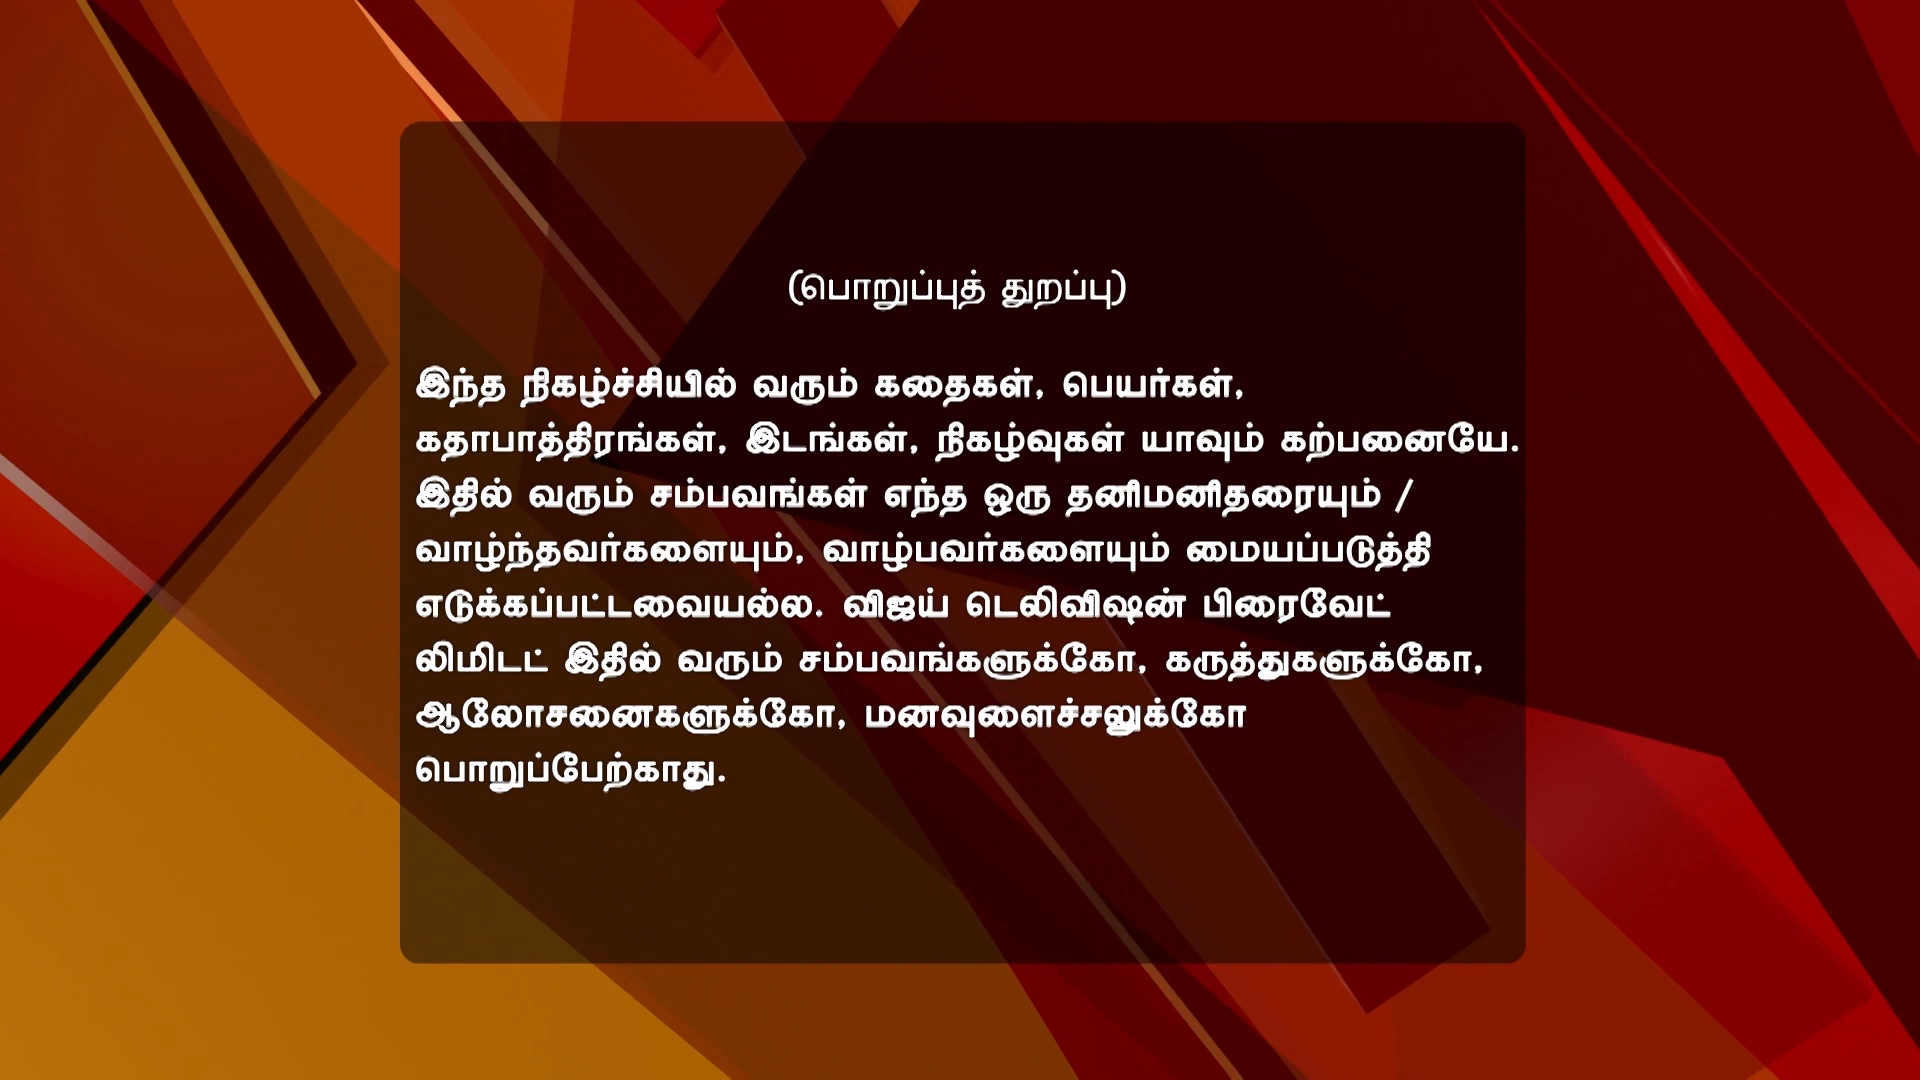 (பொறுப்புத் துறப்பு)
இந்த நிகழ்ச்சியில் வரும் கதைகள், பெயர்கள்,
கதாபாத்திரங்கள், இடங்கள், நிகழ்வுகள் யாவும் கற்பனையே.
இதில் வரும் சம்பவங்கள் எந்த ஒரு தனிமனிதரையும் /
வாழ்ந்தவர்களையும், வாழ்பவர்களையும் மையப்படுத்தி
எடுக்கப்பட்டவையல்ல. விஜய் டெலிவிஷன் பிரைவேட்
லிமிடட் இதில் வரும் சம்பவங்களுக்கோ, கருத்துகளுக்கோ,
ஆலோசனைகளுக்கோ, மனவுளைச்சலுக்கோ
பொறுப்பேற்காது.